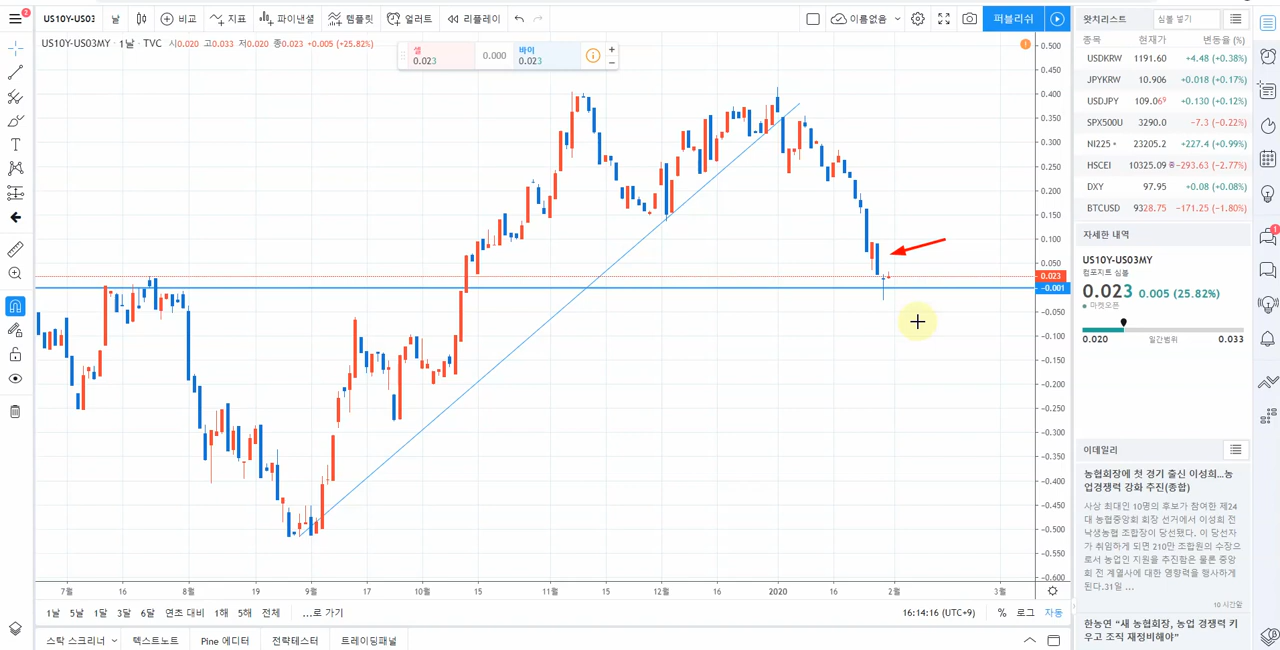 2
US10Y-US03
날
비교
지표
파이낸셜
템플릿
얼러트
리플레이
이름없음
퍼블리쉬
US10Y-US03MY · 1날 · TVC 시0.020 고0.033 저0.020 종0.023 +0.005 (+25.82%)
셀
0.023
0.000
바이
0.023
0.500
0.450
0.400
0.350
0.300
0.250
0.200
0.150
0.100
0.050
0.023
-0.001
-0.050
-0.100
-0.150
-0.200
-0.250
-0.300
-0.350
-0.400
-0.450
-0.500
-0.550
-0.600
7월 16 8월 19 9월 17 10월 15 11월 15 12월 16 2020 16 2월 3월
1날 5날 1달 3달 6달 연초 대비 1해 5해 전체 ...로 가기
16:14:16 (UTC+9) % 로그 자동
스탁 스크리너 텍스트노트 Pine 에디터 전략테스터 트레이딩패널
왓치리스트
심볼 넣기
종목 현재가 변동율 (%)
USDKRW 1191.60 +4.48 (+0.38%)
JPYKRW 10.906 +0.018 (+0.17%)
USDJPY 109.069 +0.130 (+0.12%)
SPX500U 3290.0 −7.3 (−0.22%)
NI225 23205.2 +227.4 (+0.99%)
HSCEI 10325.09 −293.63 (−2.77%)
DXY 97.95 +0.08 (+0.08%)
BTCUSD 9328.75 −171.25 (−1.80%)
자세한 내역
US10Y-US03MY
컴포지트 심볼
0.023 0.005 (25.82%)
마켓오픈
0.020 일간범위 0.033
이데일리
농협회장에 첫 경기 출신 이성희...농
업경쟁력 강화 추진(종합)
사상 최대인 10명의 후보가 참여한 제24
대 농협중앙회 회장 선거에서 이성희 전
낙생농협 조합장이 당선됐다. 이 당선자
가 취임하게 되면 210만 조합원의 수장으
로서 농업인 지원을 추진함은 물론 중앙
회 전 계열사에 대한 영향력을 행사하게
된다.31일 ...
10 시간앞
한농연 “새 농협회장, 농업 경쟁력 키
우고 조직 재정비해야”
1